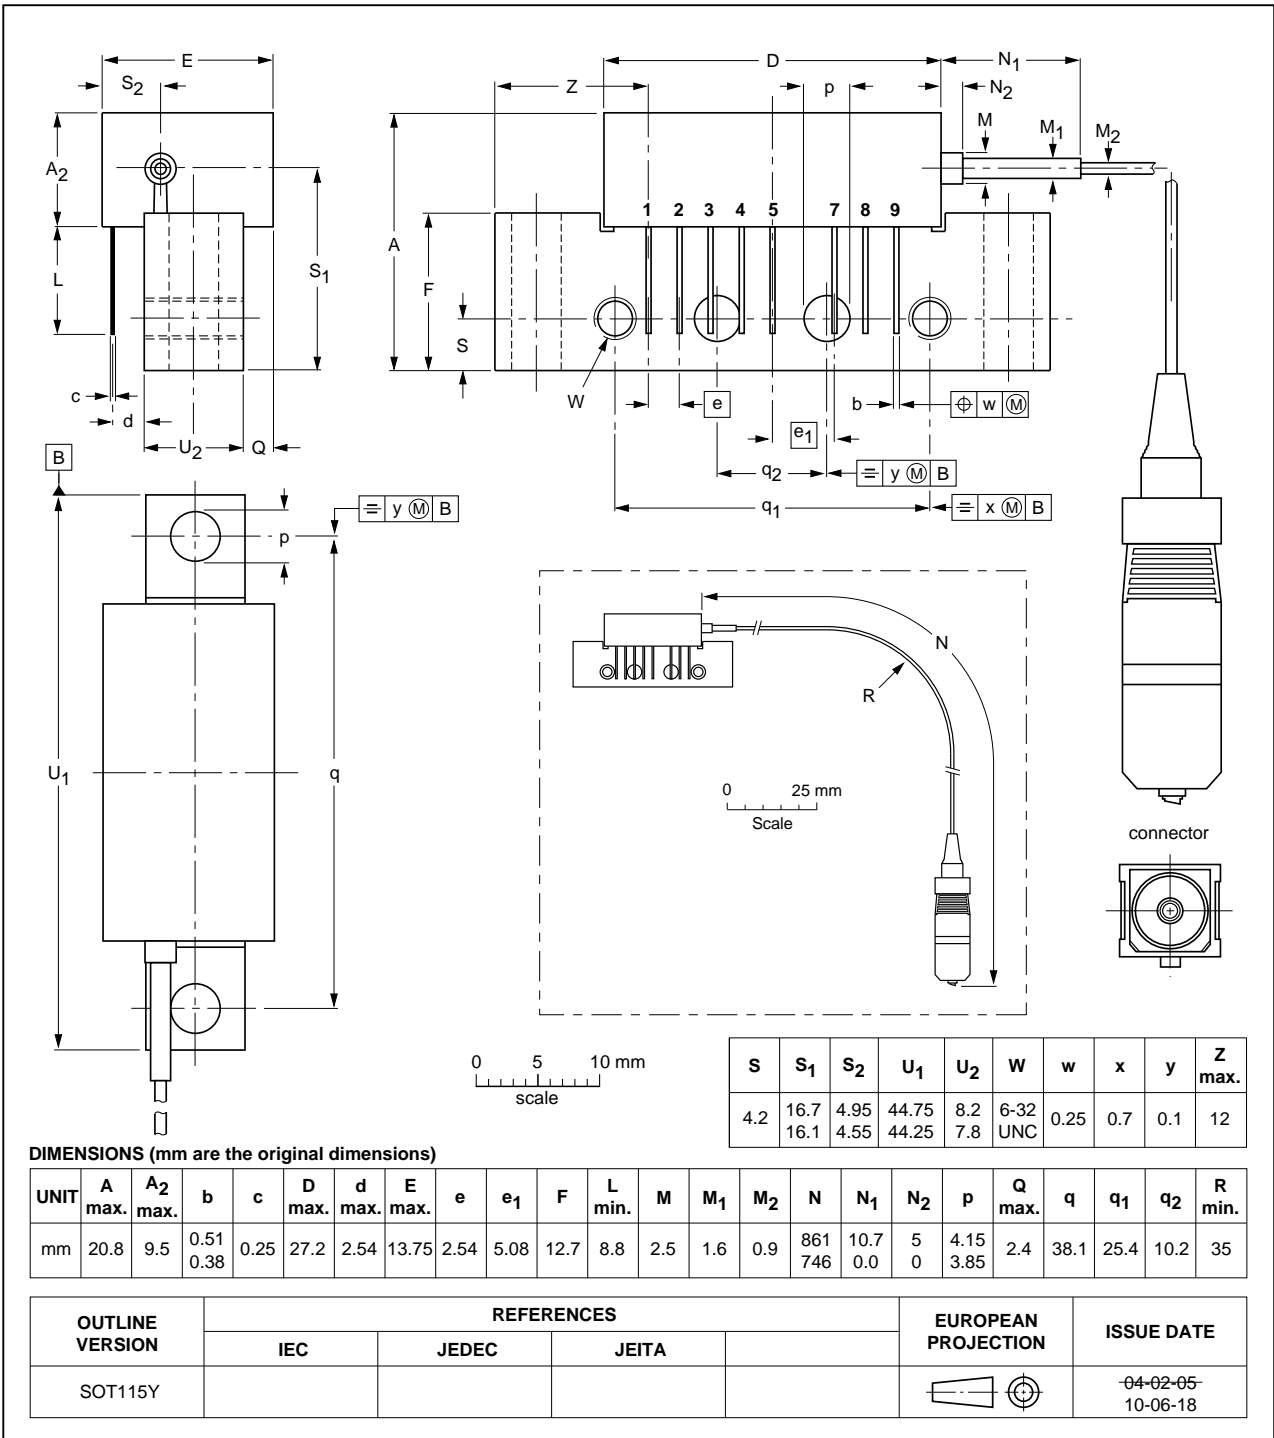 E
D
N1
S2
Z
p
N2
M
M1
M2
A2
1 2 3 4 5 7 8 9
A
S1
L
F
S
c
W
e
b
w M
d
e1
U2
Q
B
q2
y M B
q1
x M B
y M B
p
N
R
U1
q
0 25 mm
Scale
connector
0 5 10 mm
scale
S S1 S2 U1 U2 W w x y Z max.
4.2 16.7 16.1 4.95 4.55 44.75 44.25 8.2 7.8 6-32 UNC 0.25 0.7 0.1 12
DIMENSIONS (mm are the original dimensions)
UNIT A max. A2 max. b c D max. d max. E max. e e1 F L min. M M1 M2 N N1 N2 p Q max. q q1 q2 R min.
mm 20.8 9.5 0.51 0.38 0.25 27.2 2.54 13.75 2.54 5.08 12.7 8.8 2.5 1.6 0.9 861 746 10.7 0.0 5 0 4.15 3.85 2.4 38.1 25.4 10.2 35
OUTLINE VERSION
REFERENCES
EUROPEAN PROJECTION
ISSUE DATE
IEC JEDEC JEITA
SOT115Y
04-02-05
10-06-18